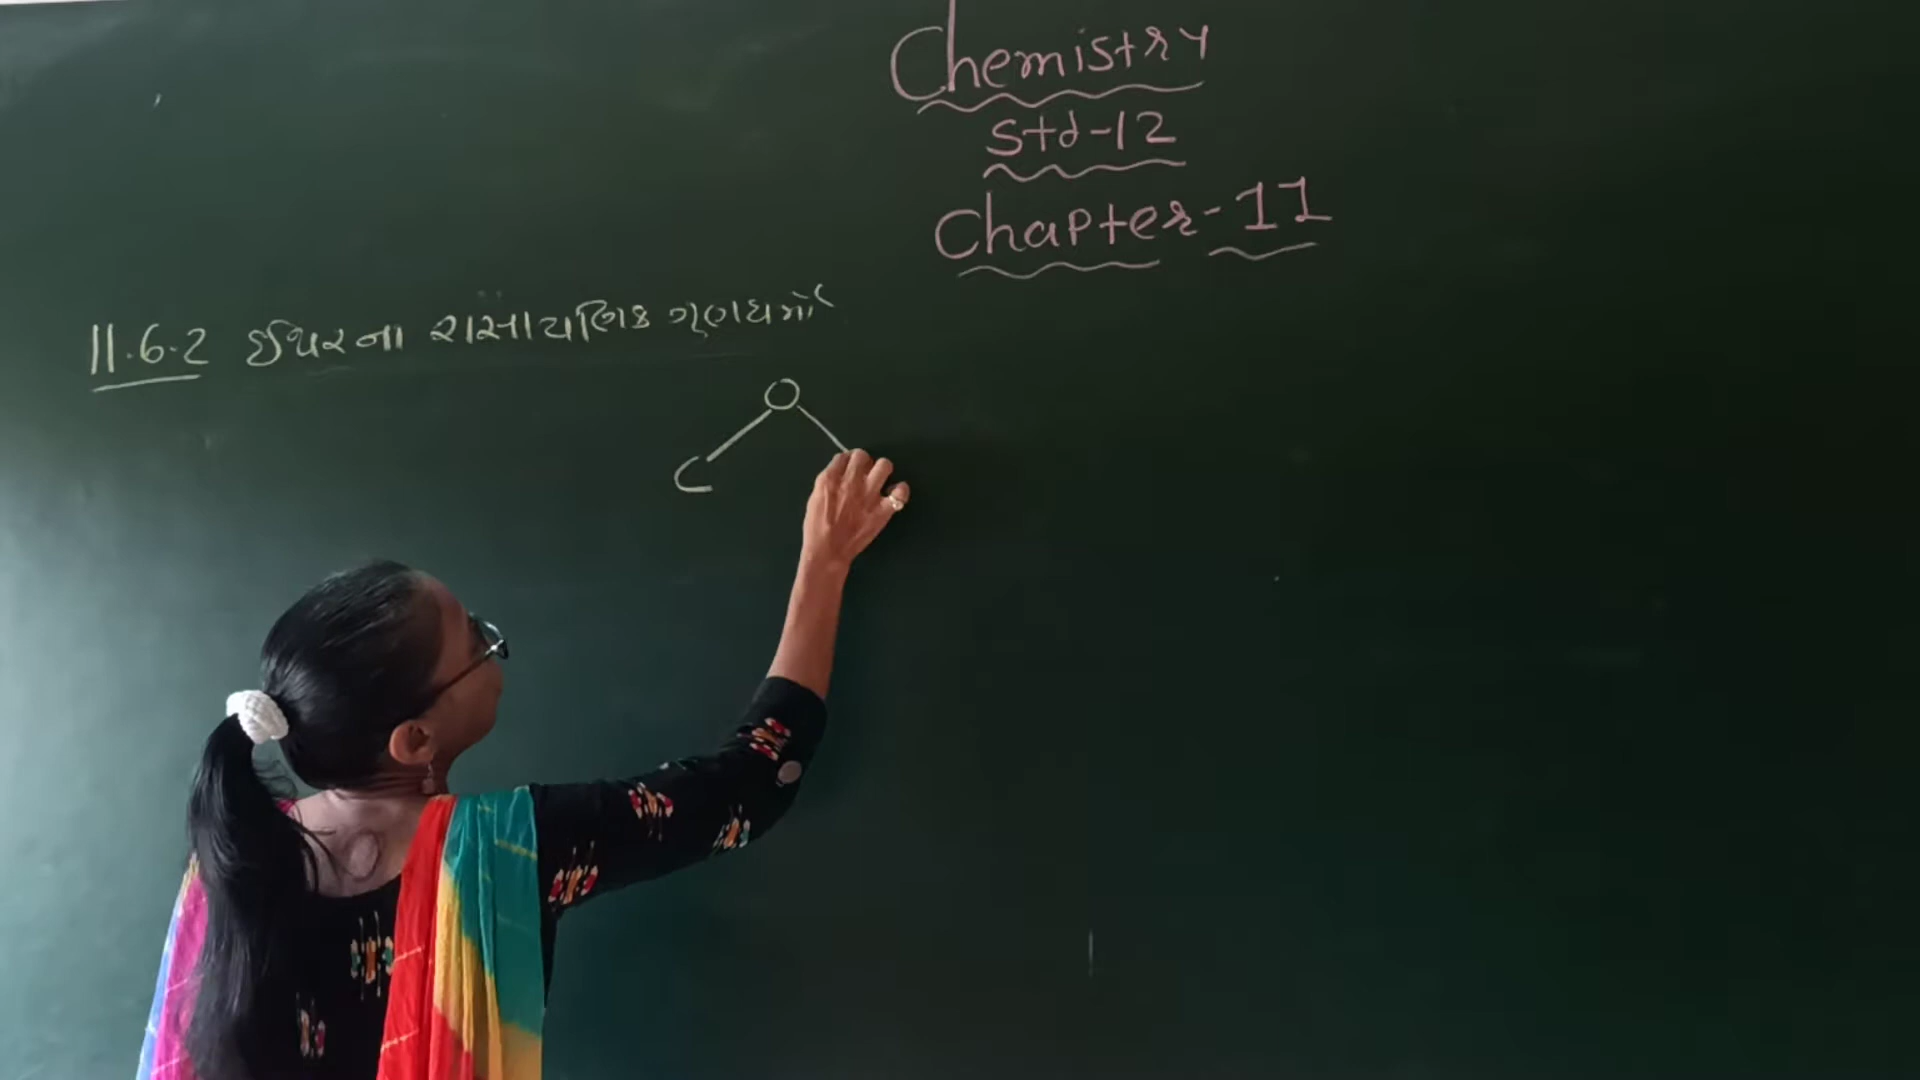 Chemistry
Std-12
Chapter-11
11.6.2 ઈથરના રાસાયણિક ગુણધર્મો
O
C